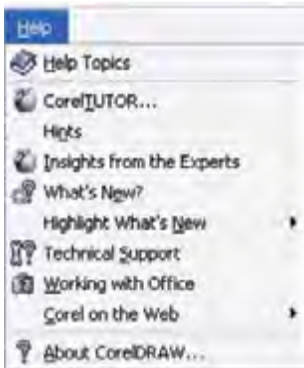 Help
Help Topics
CorelTUTOR...
Hints
Insights from the Experts
What's New?
Highlight What's New
Technical Support
Working with Office
Corel on the Web
About CorelDRAW...